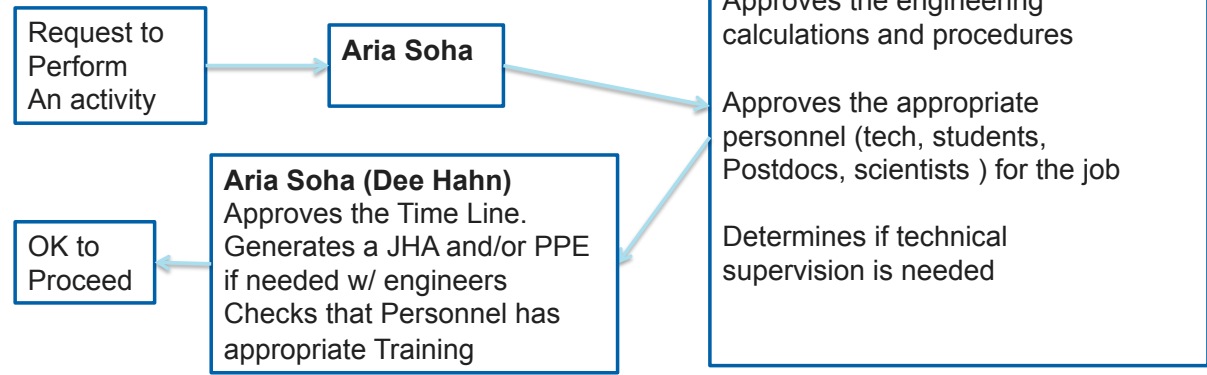 Request to
Perform
An activity
Aria Soha
Approves the engineering
calculations and procedures
Approves the appropriate
personnel (tech, students,
Postdocs, scientists ) for the job
Determines if technical
supervision is needed
Aria Soha (Dee Hahn)
Approves the Time Line.
Generates a JHA and/or PPE
if needed w/ engineers
Checks that Personnel has
appropriate Training
OK to
Proceed